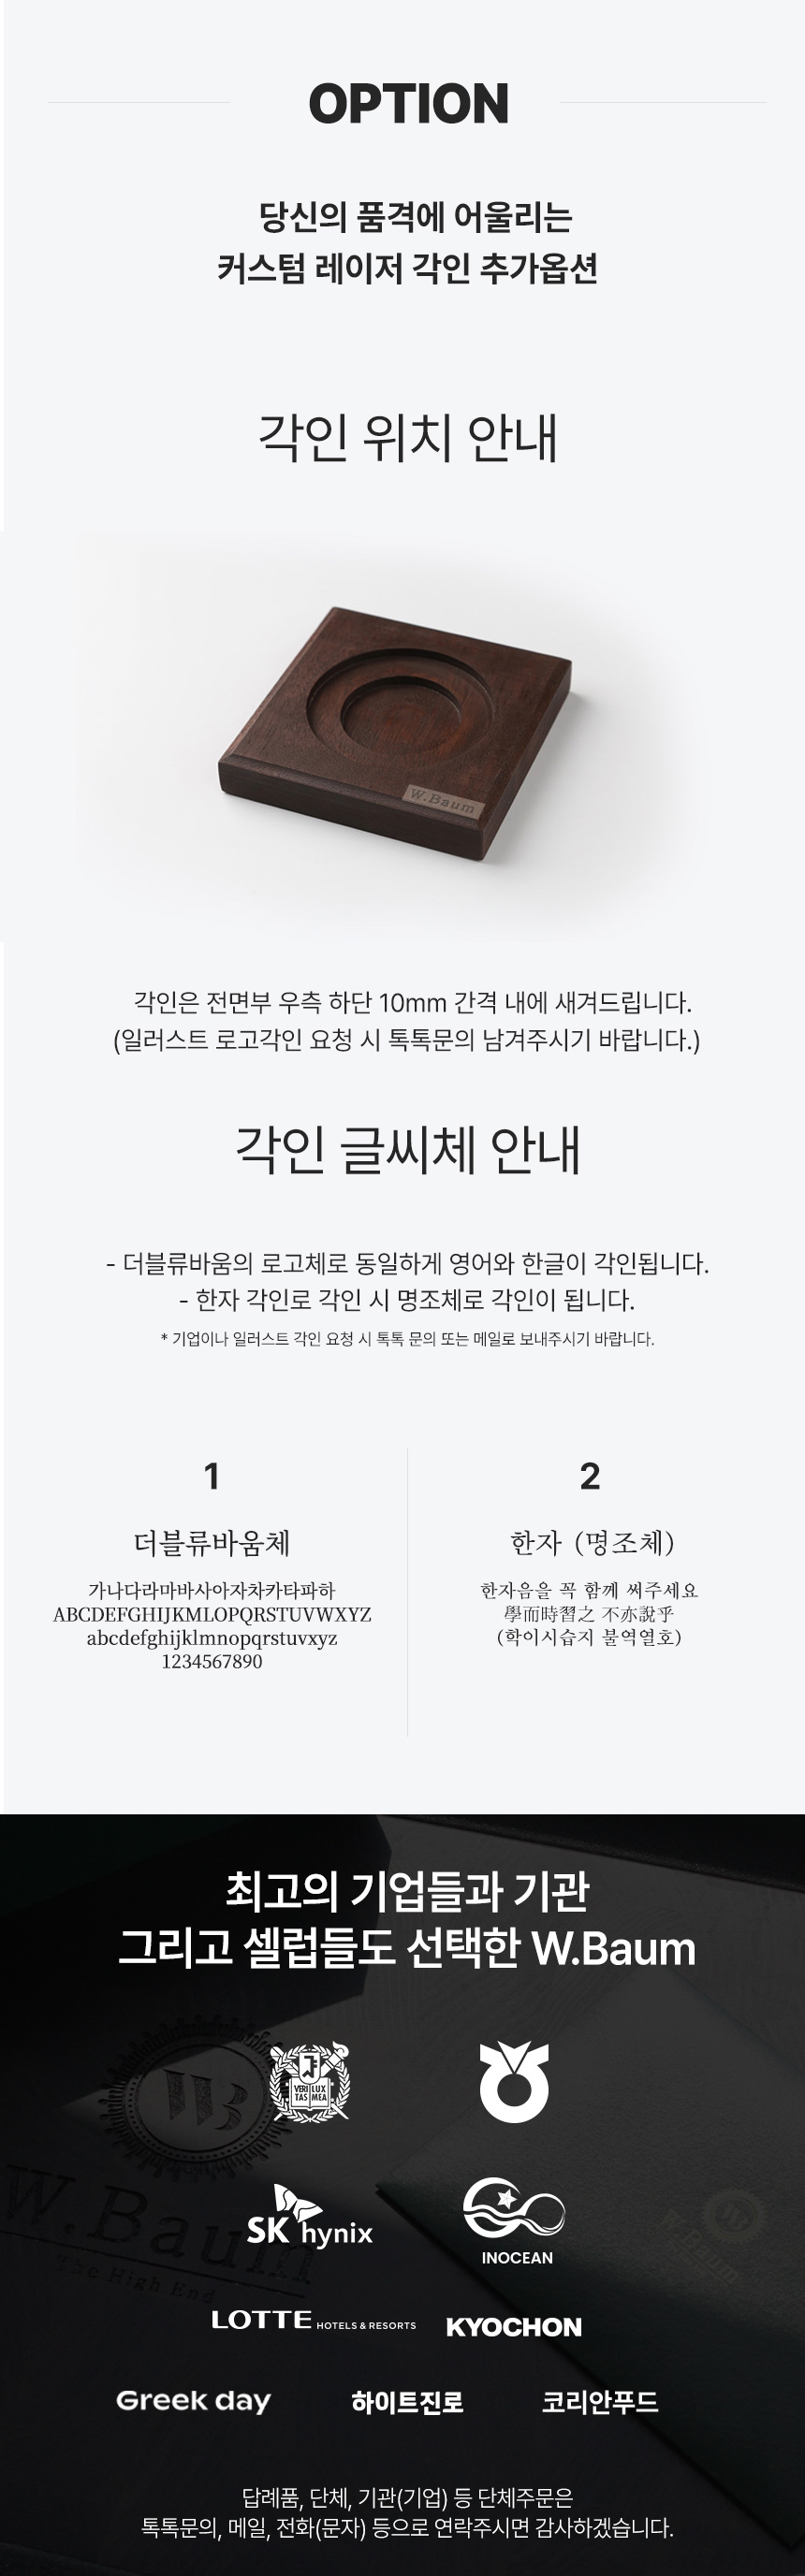 OPTION
당신의 품격에 어울리는
커스텀 레이저 각인 추가옵션
각인 위치 안내
W.Baum
각인은 전면부 우측 하단 10mm 간격 내에 새겨드립니다.
(일러스트 로고각인 요청 시 톡톡문의 남겨주시기 바랍니다.)
각인 글씨체 안내
- 더블류바움의 로고체로 동일하게 영어와 한글이 각인됩니다.
- 한자 각인로 각인 시 명조체로 각인이 됩니다.
* 기업이나 일러스트 각인 요청 시 톡톡 문의 또는 메일로 보내주시기 바랍니다.
1
더블류바움체
가나다라마바사아자차카타파하
ABCDEFGHIJKMLOPQRSTUVWXYZ
abcdefghijklmnopqrstuvxyz
1234567890
2
한자 (명조체)
한자음을 꼭 함께 써주세요
學而時習之 不亦說乎
(학이시습지 불역열호)
최고의 기업들과 기관
그리고 셀럽들도 선택한 W.Baum
WB
W.Baum
The High End
VERI LUX
TAS MEA
SK hynix
INOCEAN
W.Baum
LOTTE HOTELS & RESORTS
KYOCHON
Greek day
하이트진로
코리안푸드
답례품, 단체, 기관(기업) 등 단체주문은
톡톡문의, 메일, 전화(문자) 등으로 연락주시면 감사하겠습니다.